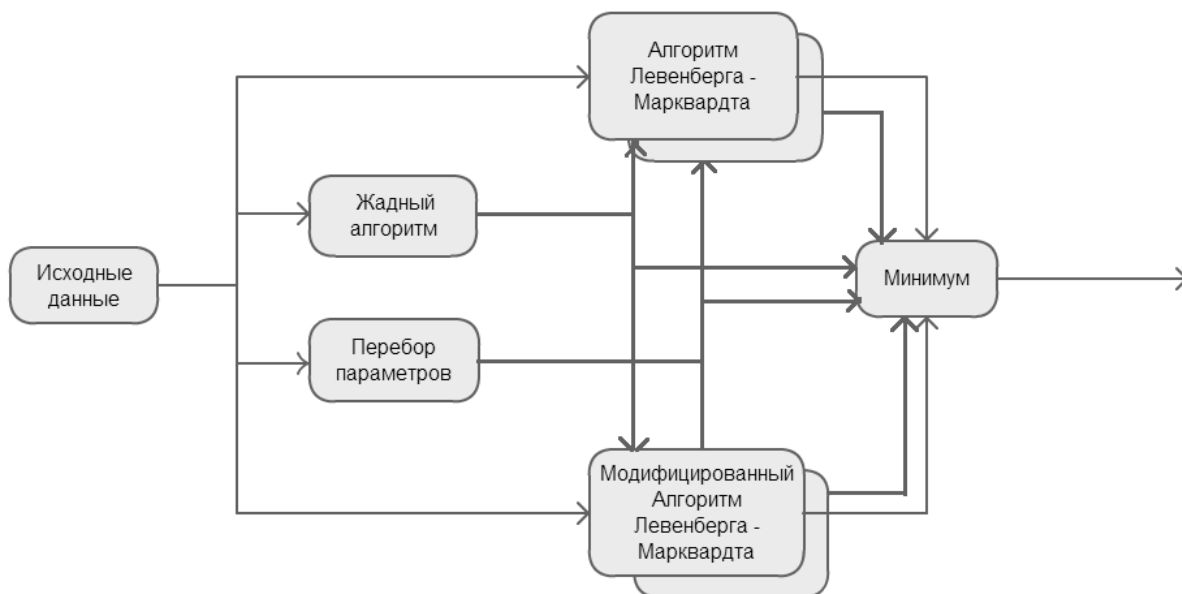 Алгоритм
Левенберга -
Марквардта
Жадный
алгоритм
Исходные
данные
Минимум
Перебор
параметров
Модифицированный
Алгоритм
Левенберга -
Марквардта